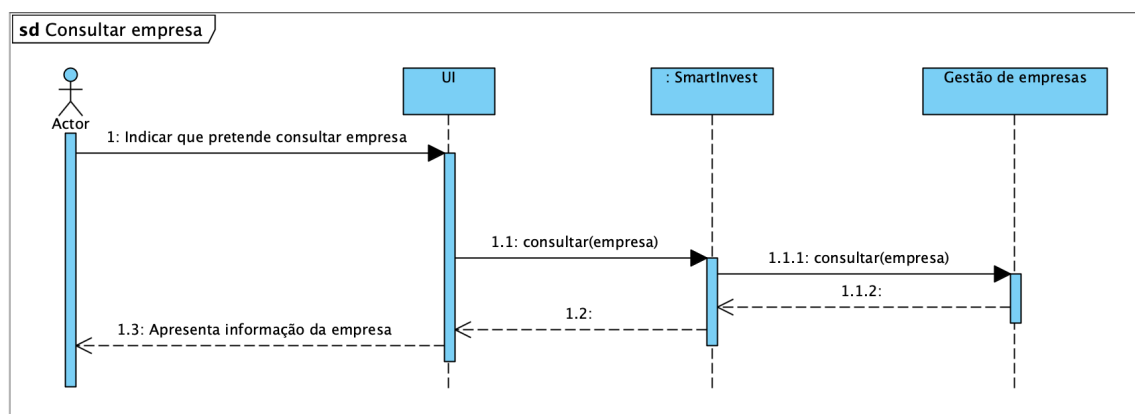 sd Consultar empresa
UI
: SmartInvest
Gestão de empresas
Actor
1: Indicar que pretende consultar empresa
1.1: consultar(empresa)
1.1.1: consultar(empresa)
1.1.2:
1.2:
1.3: Apresenta informação da empresa